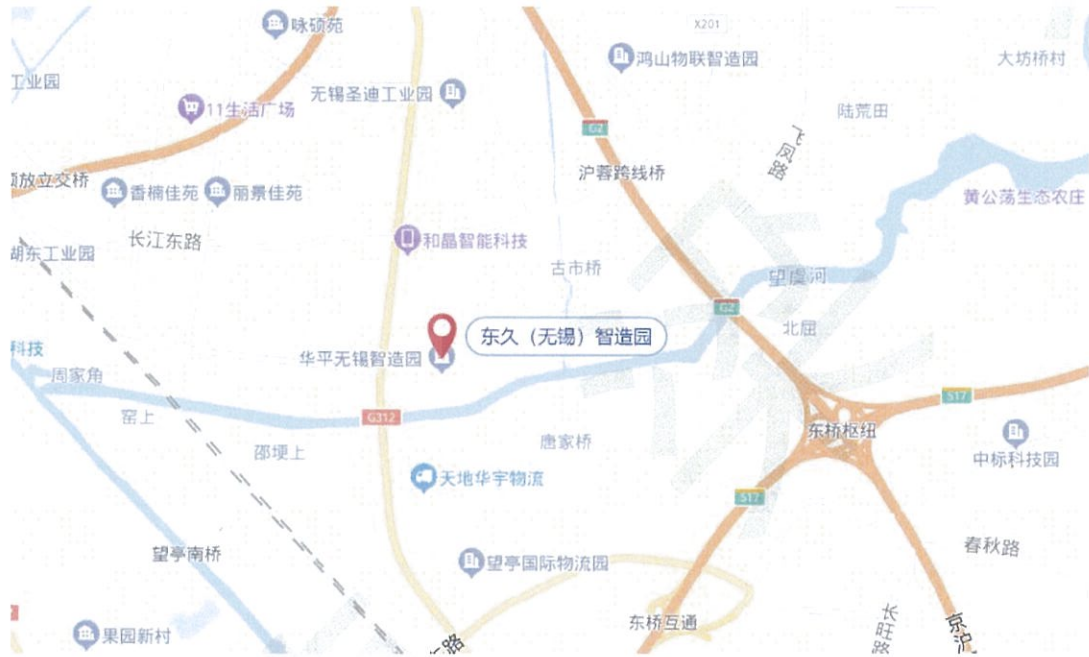 咏硕苑
X201
鸿山物联智造园
大坊桥村
工业园
无锡圣迪工业园
11生活广场
陆荒田
G2
飞凤路
沪蓉跨线桥
顷放立交桥
香楠佳苑
丽景佳苑
黄公荡生态农庄
长江东路
和晶智能科技
湖东工业园
古市桥
望虞河
G2
北屈
东久（无锡）智造园
科技
华平无锡智造园
周家角
S17
窑上
G312
东桥枢纽
唐家桥
邵埂上
中标科技园
天地华宇物流
S17
望亭南桥
春秋路
望亭国际物流园
东桥互通
长旺路
京沪
果园新村
路